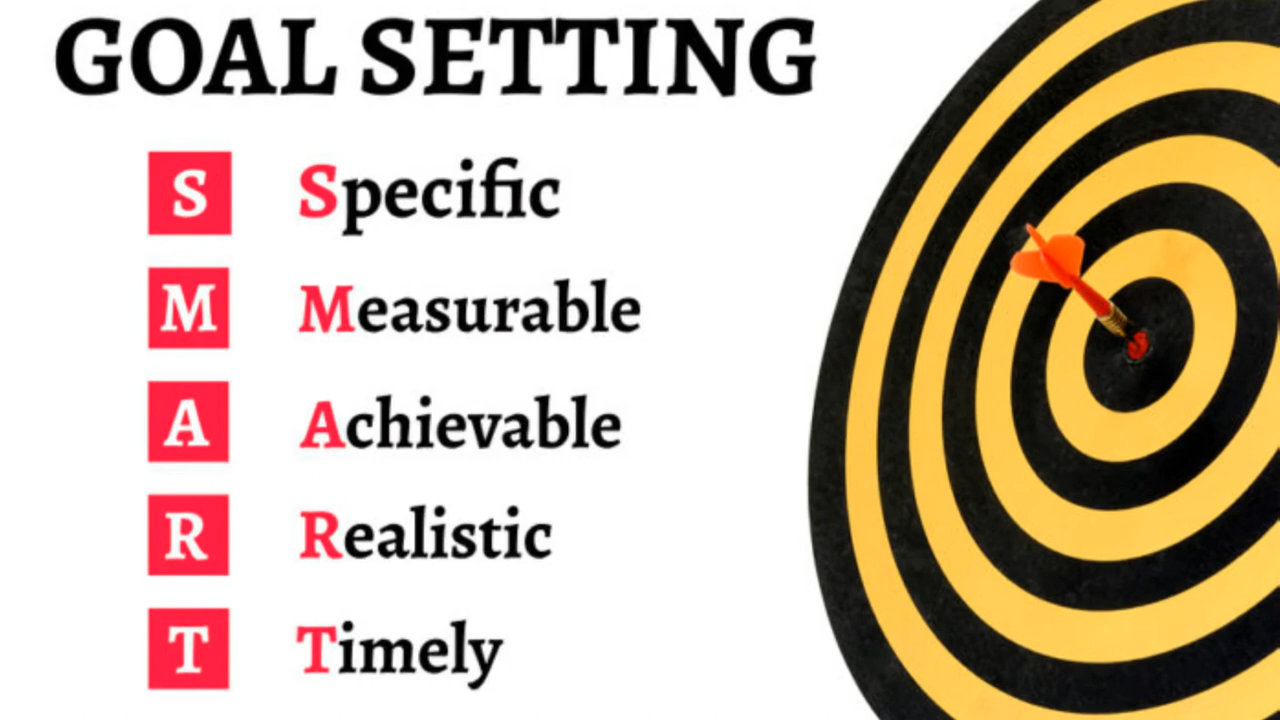 GOAL SETTING
S Specific
M Measurable
A Achievable
R Realistic
T Timely